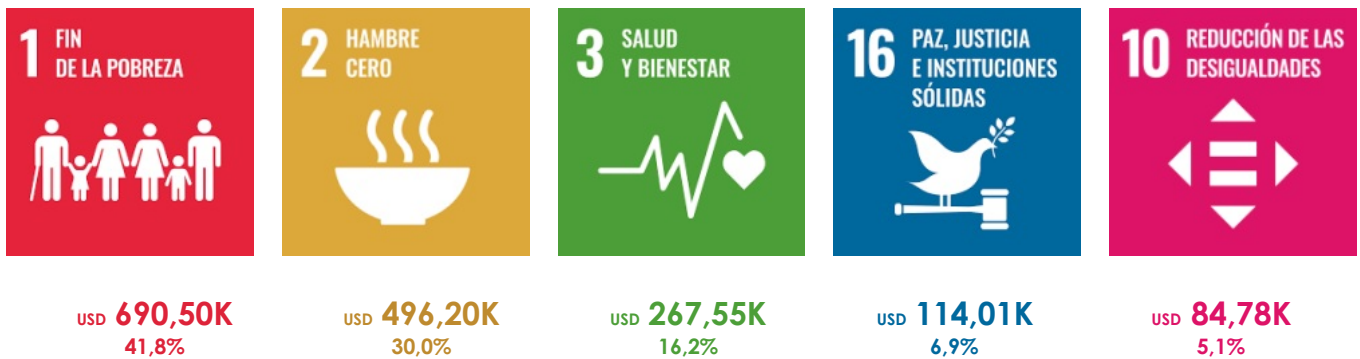 1 FIN
DE LA POBREZA
2 HAMBRE
CERO
3 SALUD
Y BIENESTAR
16 PAZ, JUSTICIA
E INSTITUCIONES
SÓLIDAS
10 REDUCCIÓN DE LAS
DESIGUALDADES
USD 690,50K
41,8%
USD 496,20K
30,0%
USD 267,55K
16,2%
USD 114,01K
6,9%
USD 84,78K
5,1%